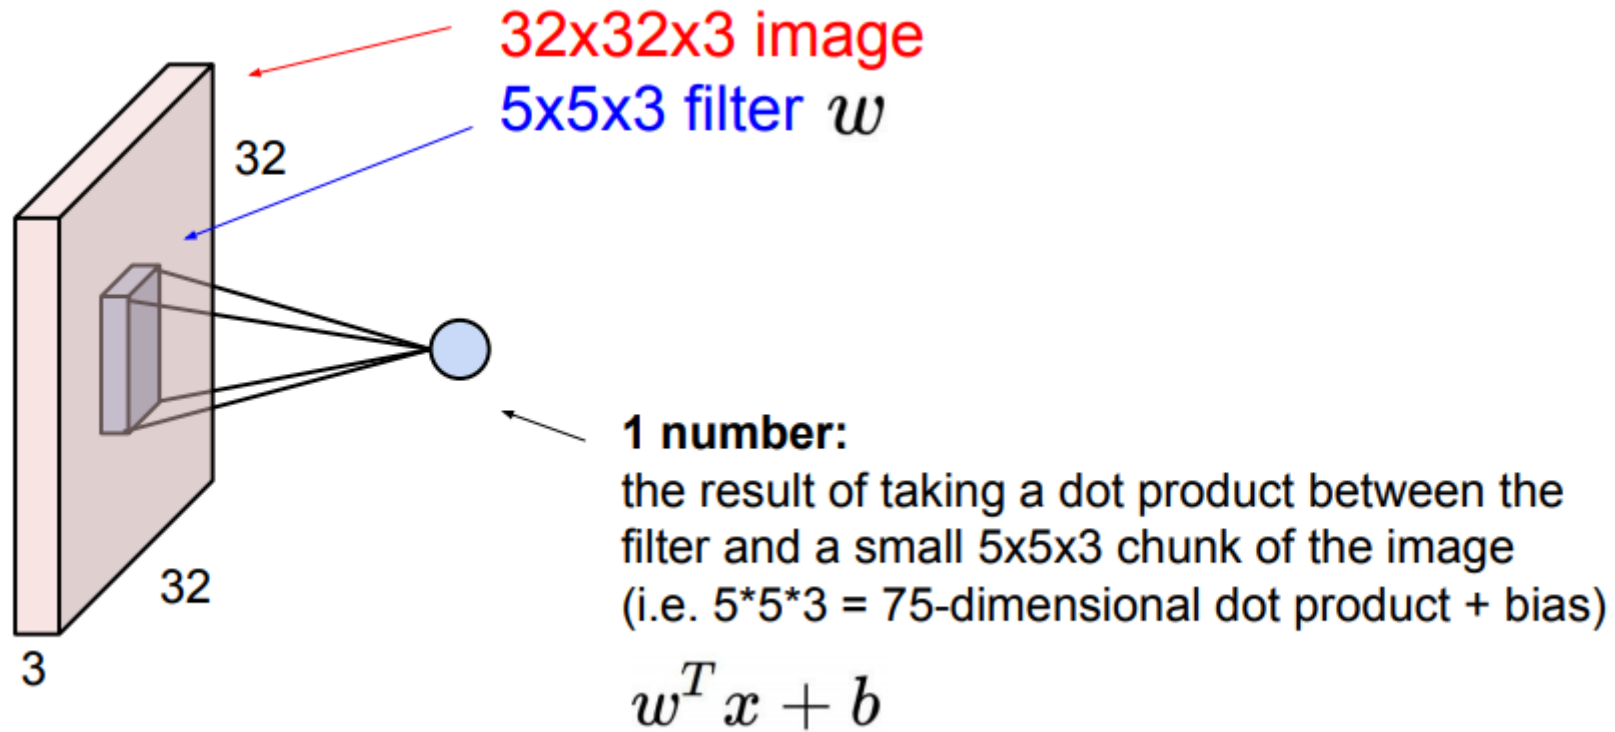 32x32x3 image
5x5x3 filter w
32
32
3
1 number:
the result of taking a dot product between the
filter and a small 5x5x3 chunk of the image
(i.e. 5*5*3 = 75-dimensional dot product + bias)
w^T x + b